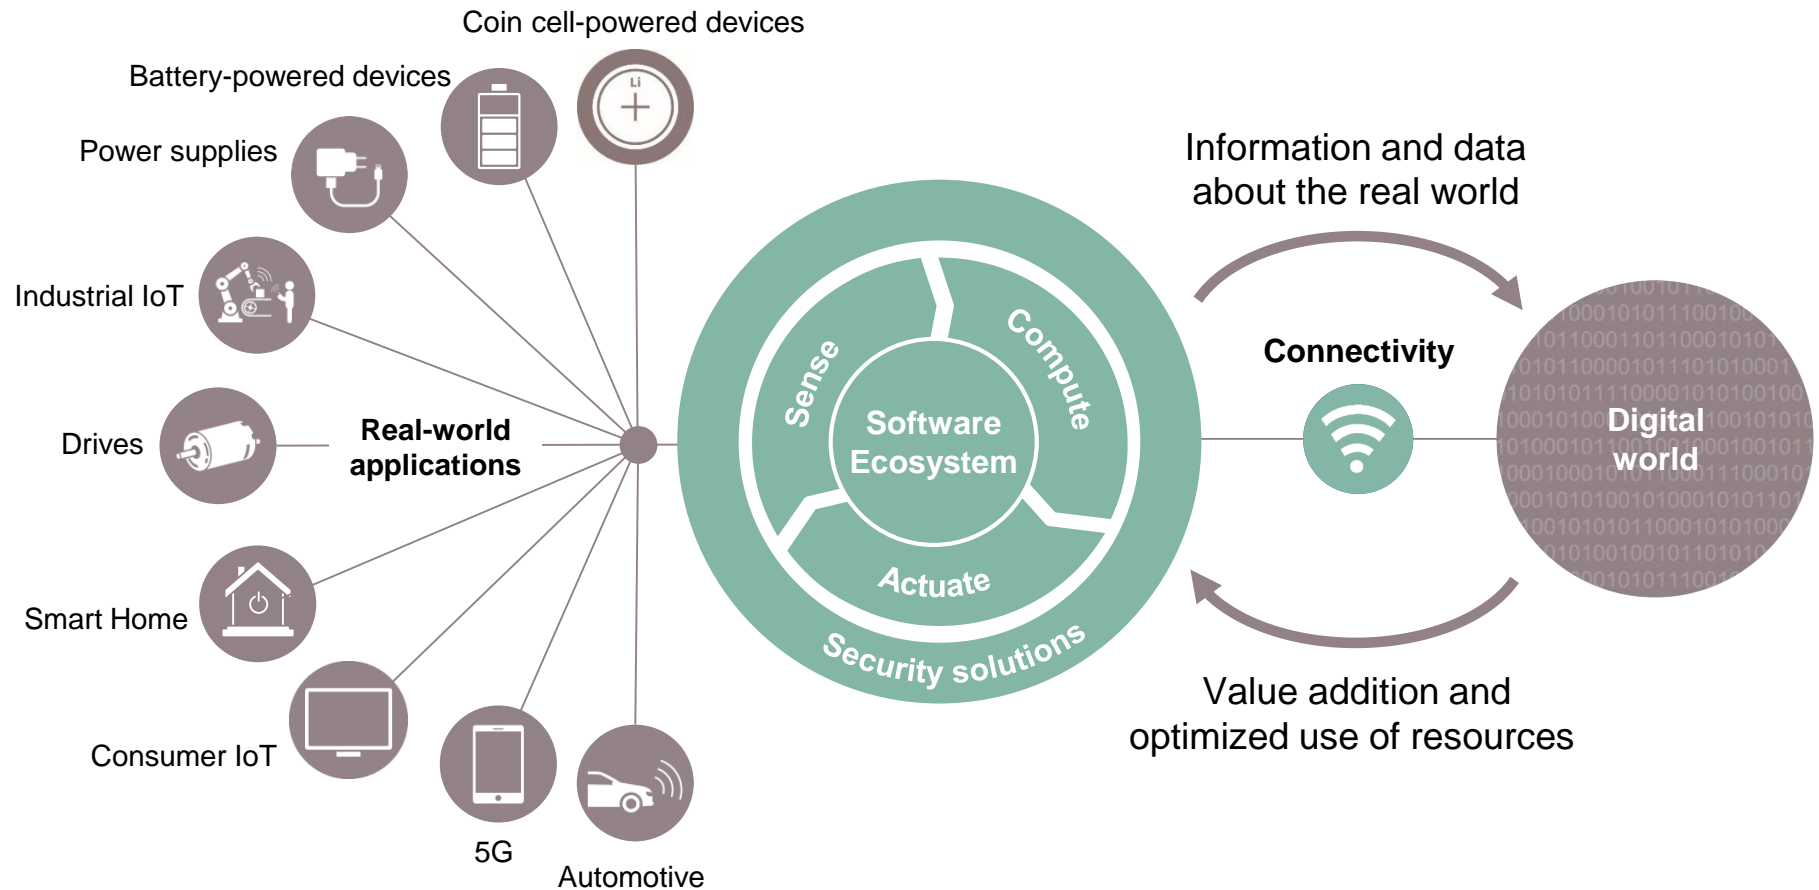 Coin cell-powered devices
Li
Battery-powered devices
Power supplies
Industrial IoT
Drives
Real-world
applications
Smart Home
Consumer IoT
5G
Automotive
Sense
Compute
Actuate
Software
Ecosystem
Security solutions
Information and data
about the real world
Connectivity
Digital
world
Value addition and
optimized use of resources